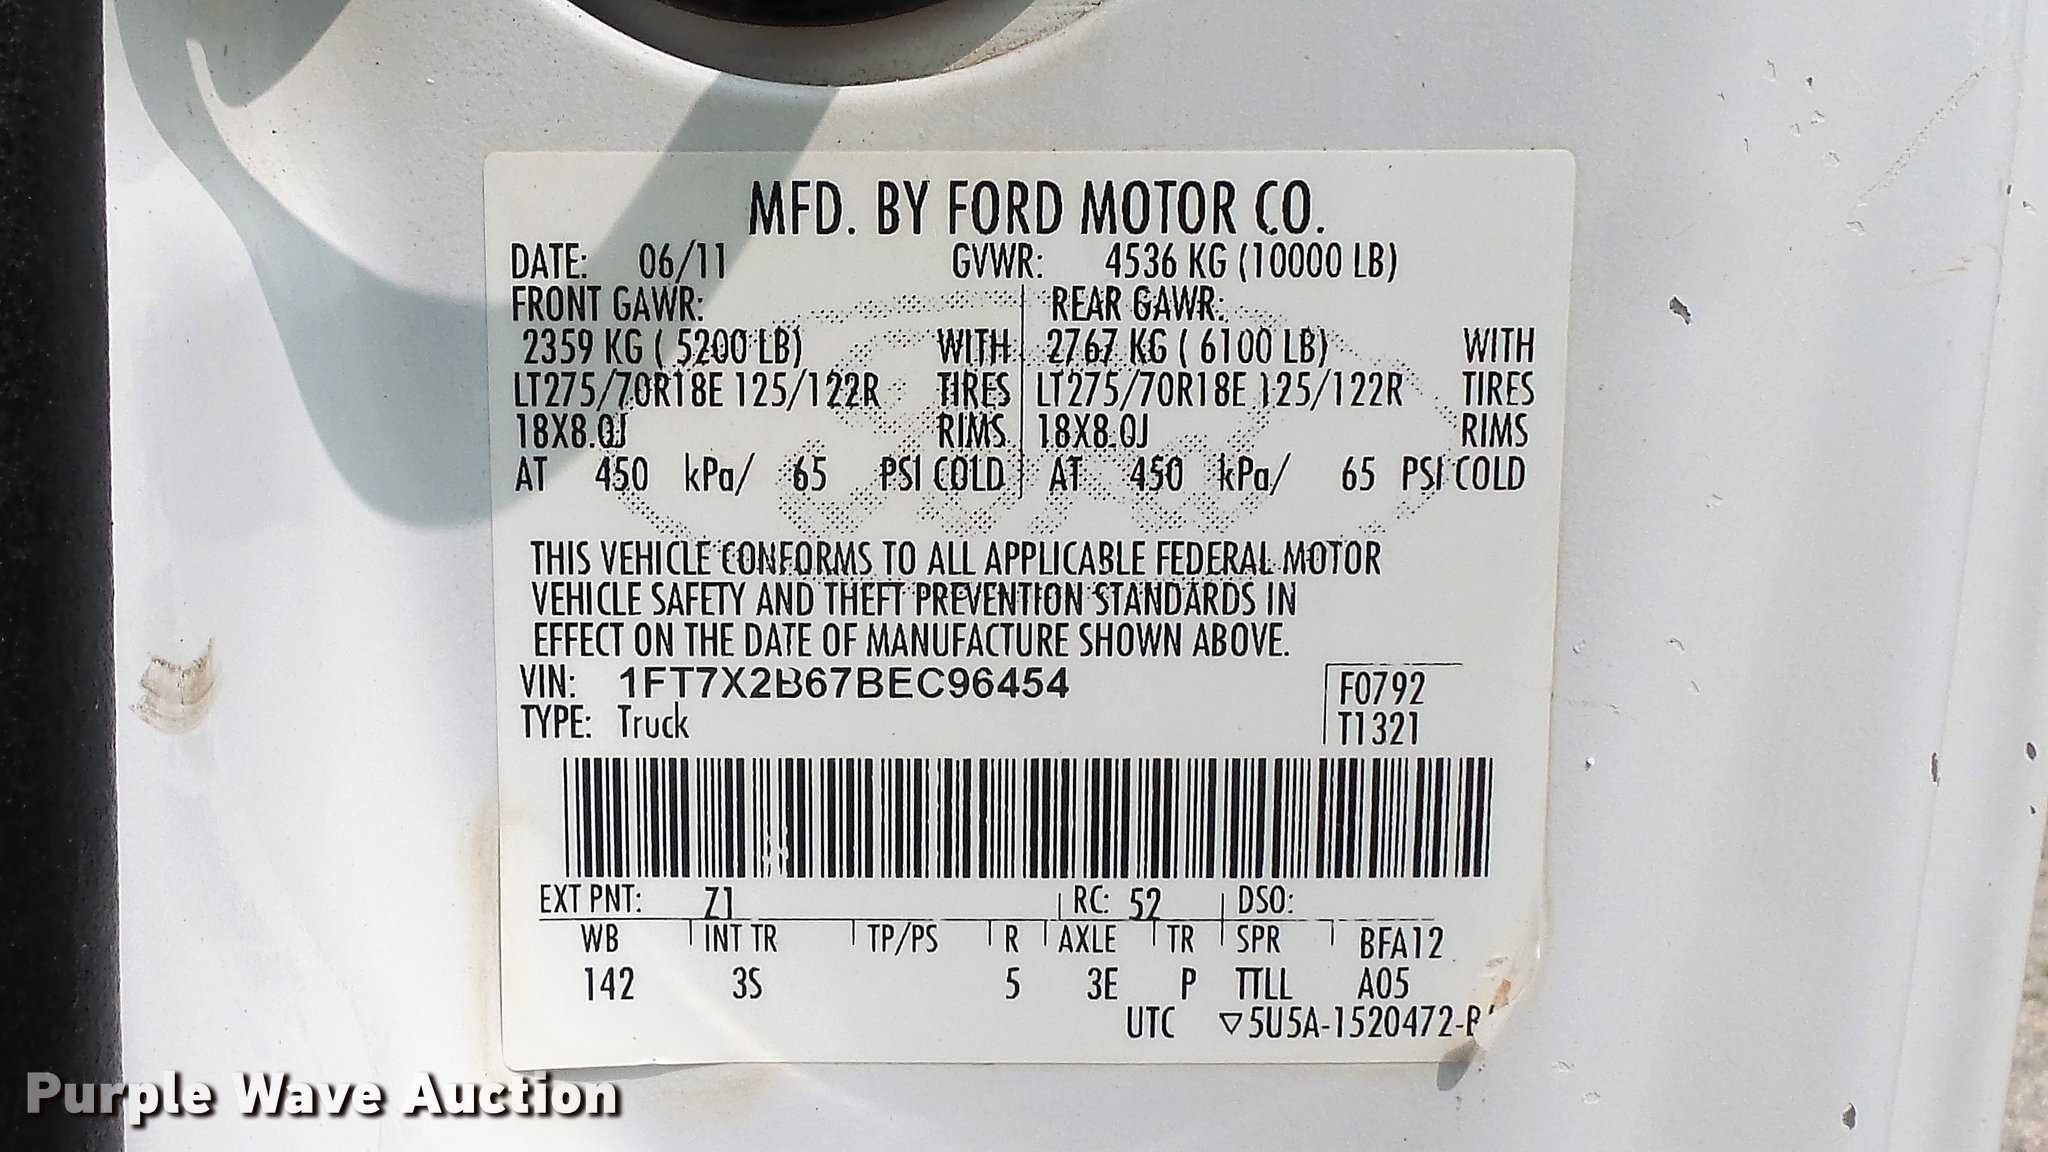 MFD. BY FORD MOTOR CO.
DATE: 06/11 GVWR: 4536 KG (10000 LB)
FRONT GAWR: REAR GAWR:
2359 KG ( 5200 LB) WITH 2767 KG ( 6100 LB) WITH
LT275/70R18E 125/122R TIRES LT275/70R18E 125/122R TIRES
18X8.0J RIMS 18X8.0J RIMS
AT 450 kPa/ 65 PSI COLD AT 450 kPa/ 65 PSI COLD
THIS VEHICLE CONFORMS TO ALL APPLICABLE FEDERAL MOTOR
VEHICLE SAFETY AND THEFT PREVENTION STANDARDS IN
EFFECT ON THE DATE OF MANUFACTURE SHOWN ABOVE.
VIN: 1FT7X2B67BEC96454 F0792
TYPE: Truck T1321
EXT PNT: Z1 RC: 52 DSO:
WB INT TR TP/PS R AXLE TR SPR BFA12
142 3S 5 3E P TTLL A05
UTC ▽5U5A-1520472-
Purple Wave Auction